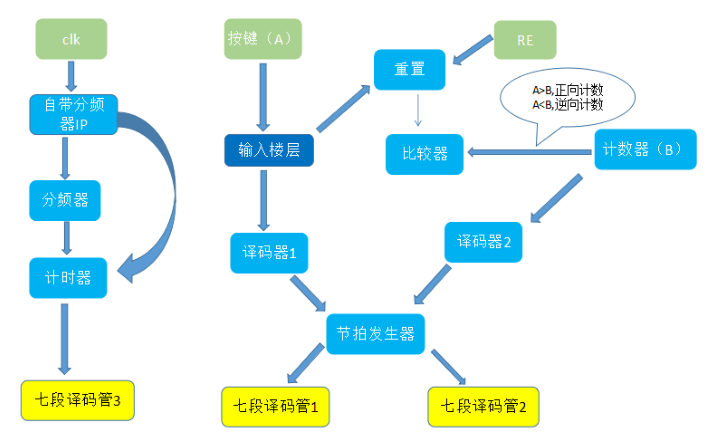 clk
按键（A）
RE
重置
A>B,正向计数
A<B,逆向计数
自带分频
器IP
输入楼层
比较器
计数器（B）
分频器
译码器1
译码器2
计时器
节拍发生器
七段译码管3
七段译码管1
七段译码管2